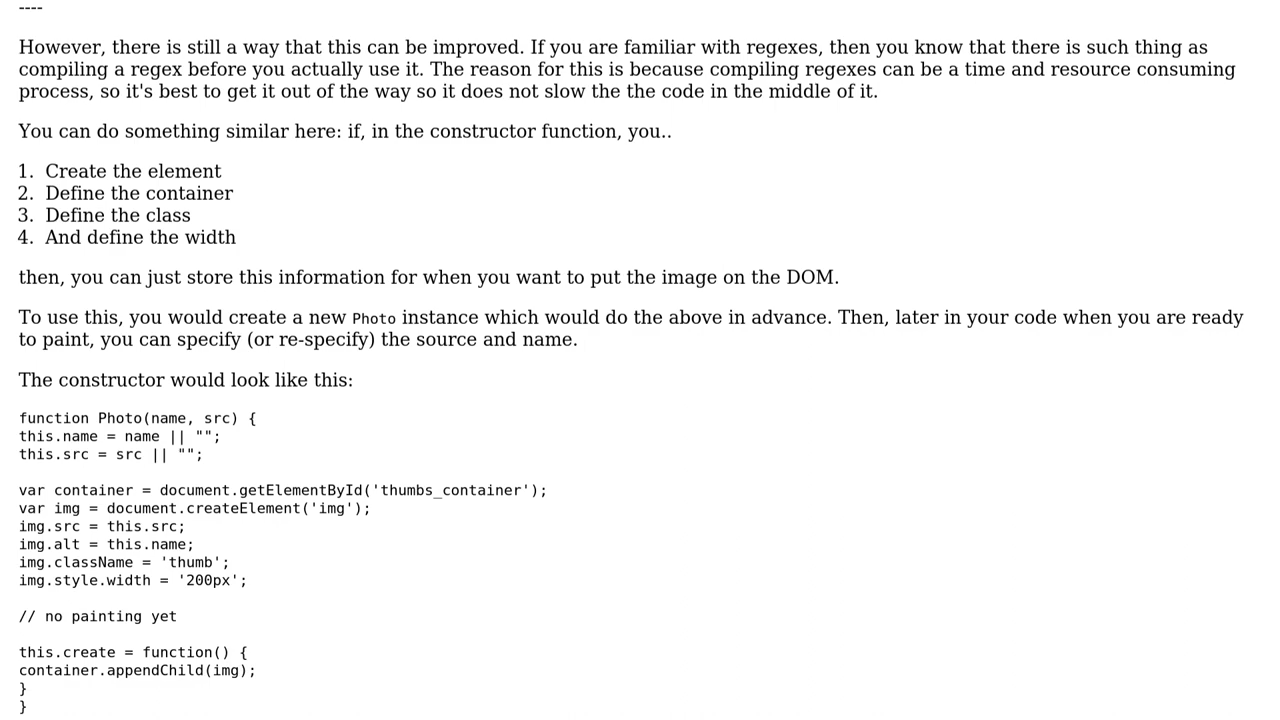 ----
However, there is still a way that this can be improved. If you are familiar with regexes, then you know that there is such thing as
compiling a regex before you actually use it. The reason for this is because compiling regexes can be a time and resource consuming
process, so it's best to get it out of the way so it does not slow the the code in the middle of it.
You can do something similar here: if, in the constructor function, you..
1. Create the element
2. Define the container
3. Define the class
4. And define the width
then, you can just store this information for when you want to put the image on the DOM.
To use this, you would create a new Photo instance which would do the above in advance. Then, later in your code when you are ready
to paint, you can specify (or re-specify) the source and name.
The constructor would look like this:
function Photo(name, src) {
this.name = name || "";
this.src = src || "";
var container = document.getElementById('thumbs_container');
var img = document.createElement('img');
img.src = this.src;
img.alt = this.name;
img.className = 'thumb';
img.style.width = '200px';
// no painting yet
this.create = function() {
container.appendChild(img);
}
}